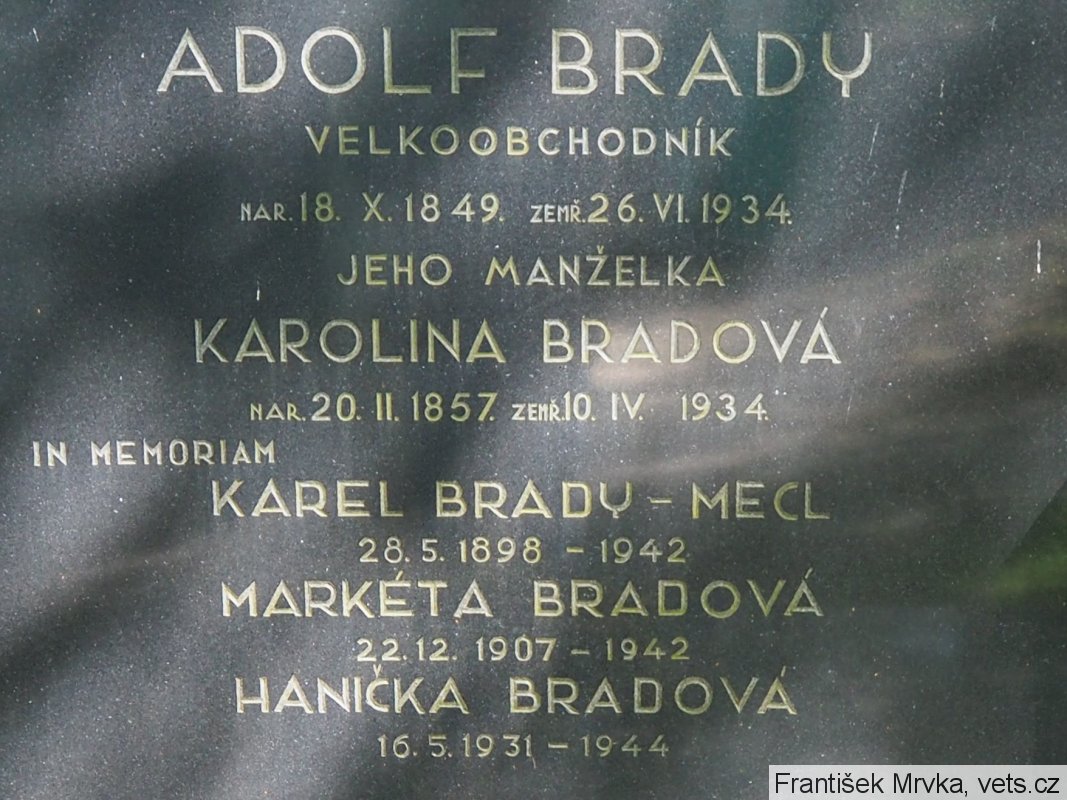 ADOLF BRADY
VELKOOBCHODNÍK
NAR. 18. X. 1849. ZEMŘ. 26. VI. 1934.
JEHO MANŽELKA
KAROLINA BRADOVÁ
NAR. 20. II. 1857. ZEMŘ. 10. IV. 1934.
IN MEMORIAM
KAREL BRADY - MECL
28. 5. 1898 - 1942
MARKÉTA BRADOVÁ
22. 12. 1907 - 1942
HANIČKA BRADOVÁ
16. 5. 1931 - 1944
František Mrvka, vets.cz